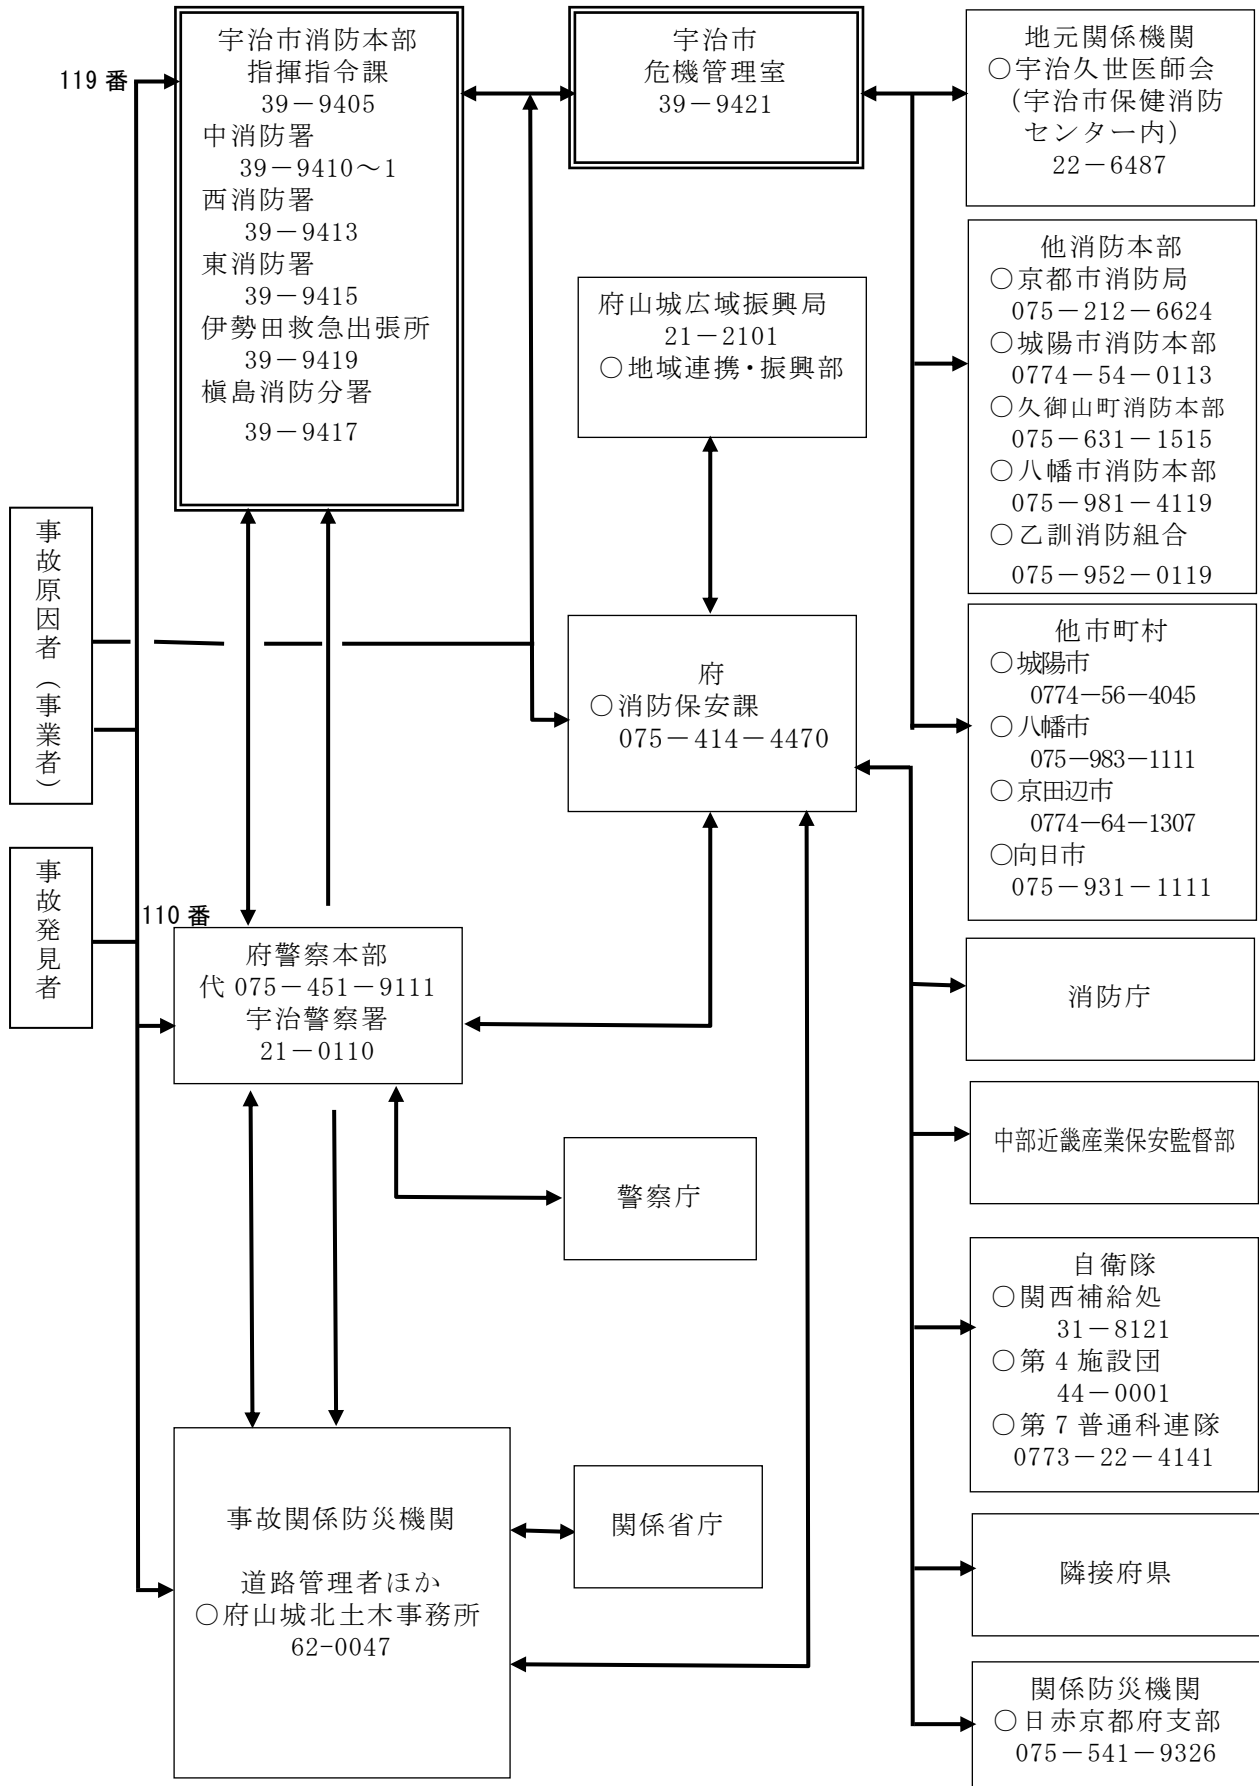 119 番
宇治市消防本部
指揮指令課
39－9405
中消防署
39－9410～1
西消防署
39－9413
東消防署
39－9415
伊勢田救急出張所
39－9419
槇島消防分署
39－9417
宇治市
危機管理室
39－9421
地元関係機関
○宇治久世医師会
（宇治市保健消防
センター内）
22－6487
他消防本部
○京都市消防局
075－212－6624
○城陽市消防本部
0774－54－0113
○久御山町消防本部
075－631－1515
○八幡市消防本部
075－981－4119
○乙訓消防組合
075－952－0119
府山城広域振興局
21－2101
○地域連携・振興部
事故原因者（事業者）
府
○消防保安課
075－414－4470
他市町村
○城陽市
0774－56－4045
○八幡市
075－983－1111
○京田辺市
0774－64－1307
○向日市
075－931－1111
事故発見者
110 番
府警察本部
代 075－451－9111
宇治警察署
21－0110
消防庁
中部近畿産業保安監督部
警察庁
自衛隊
○関西補給処
31－8121
○第 4 施設団
44－0001
○第 7 普通科連隊
0773－22－4141
事故関係防災機関
道路管理者ほか
○府山城北土木事務所
62-0047
関係省庁
隣接府県
関係防災機関
○日赤京都府支部
075－541－9326